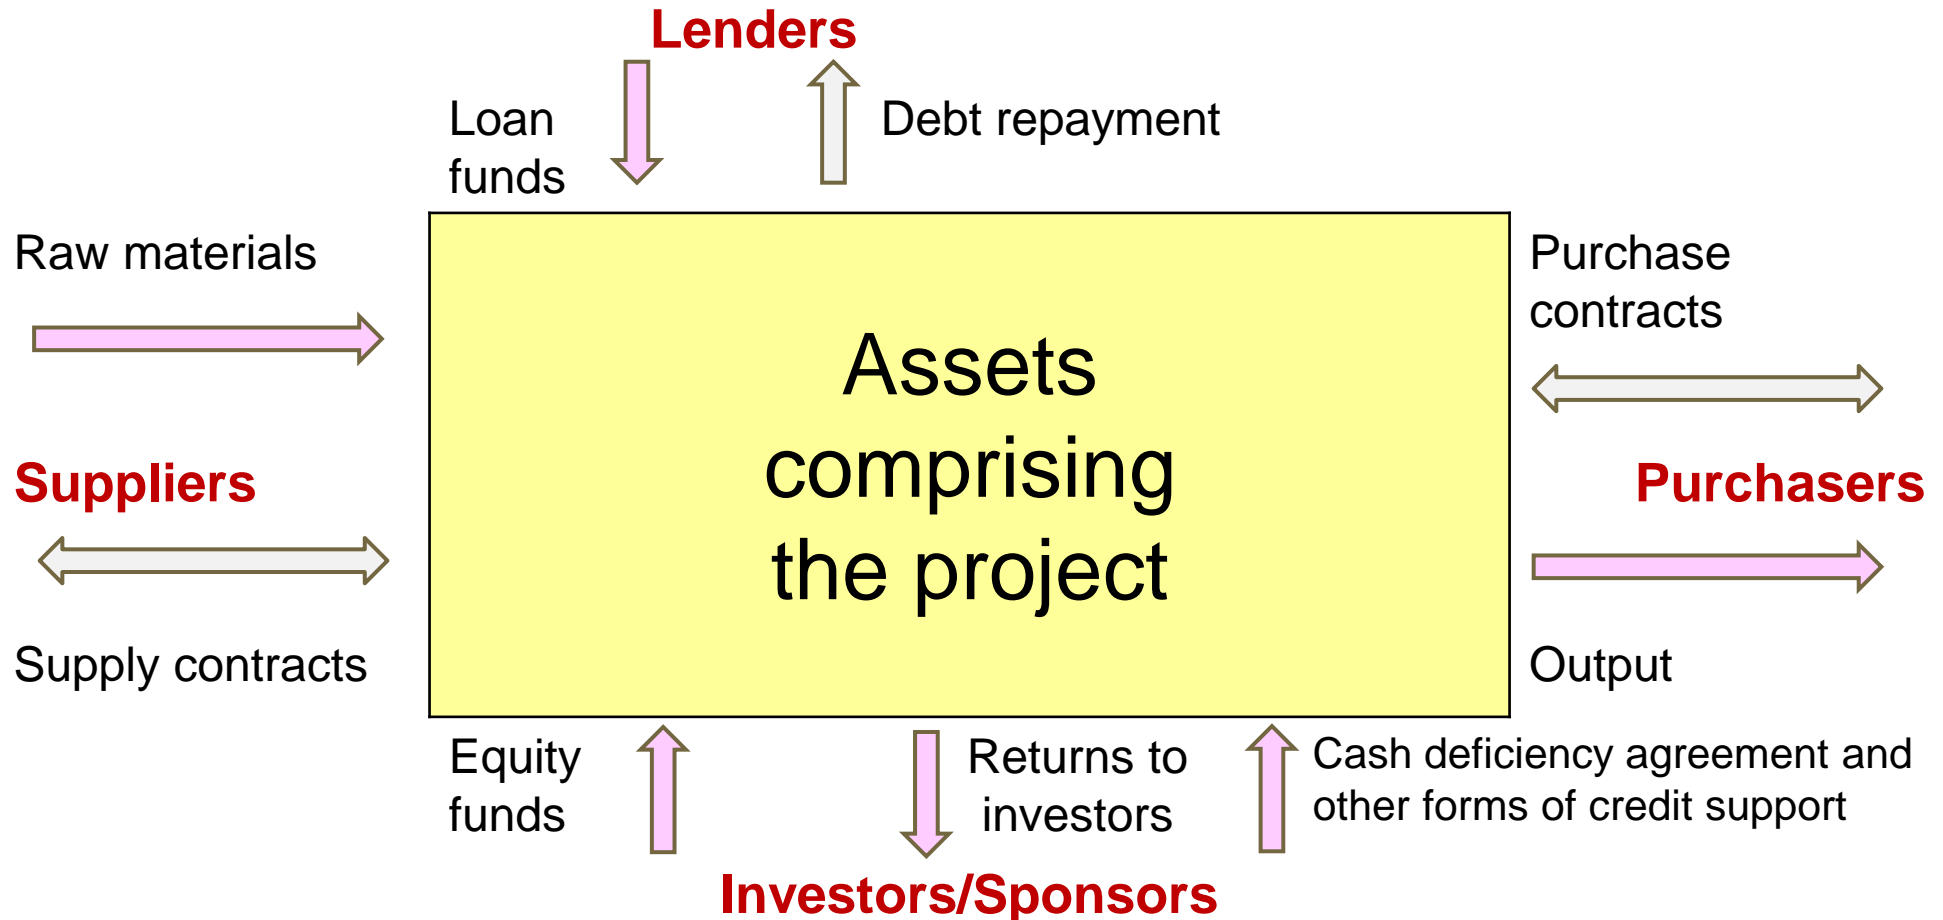 Lenders
Loan
funds
Debt repayment
Raw materials
Purchase
contracts
Assets
comprising
the project
Suppliers
Purchasers
Supply contracts
Output
Equity
funds
Returns to
investors
Cash deficiency agreement and
other forms of credit support
Investors/Sponsors